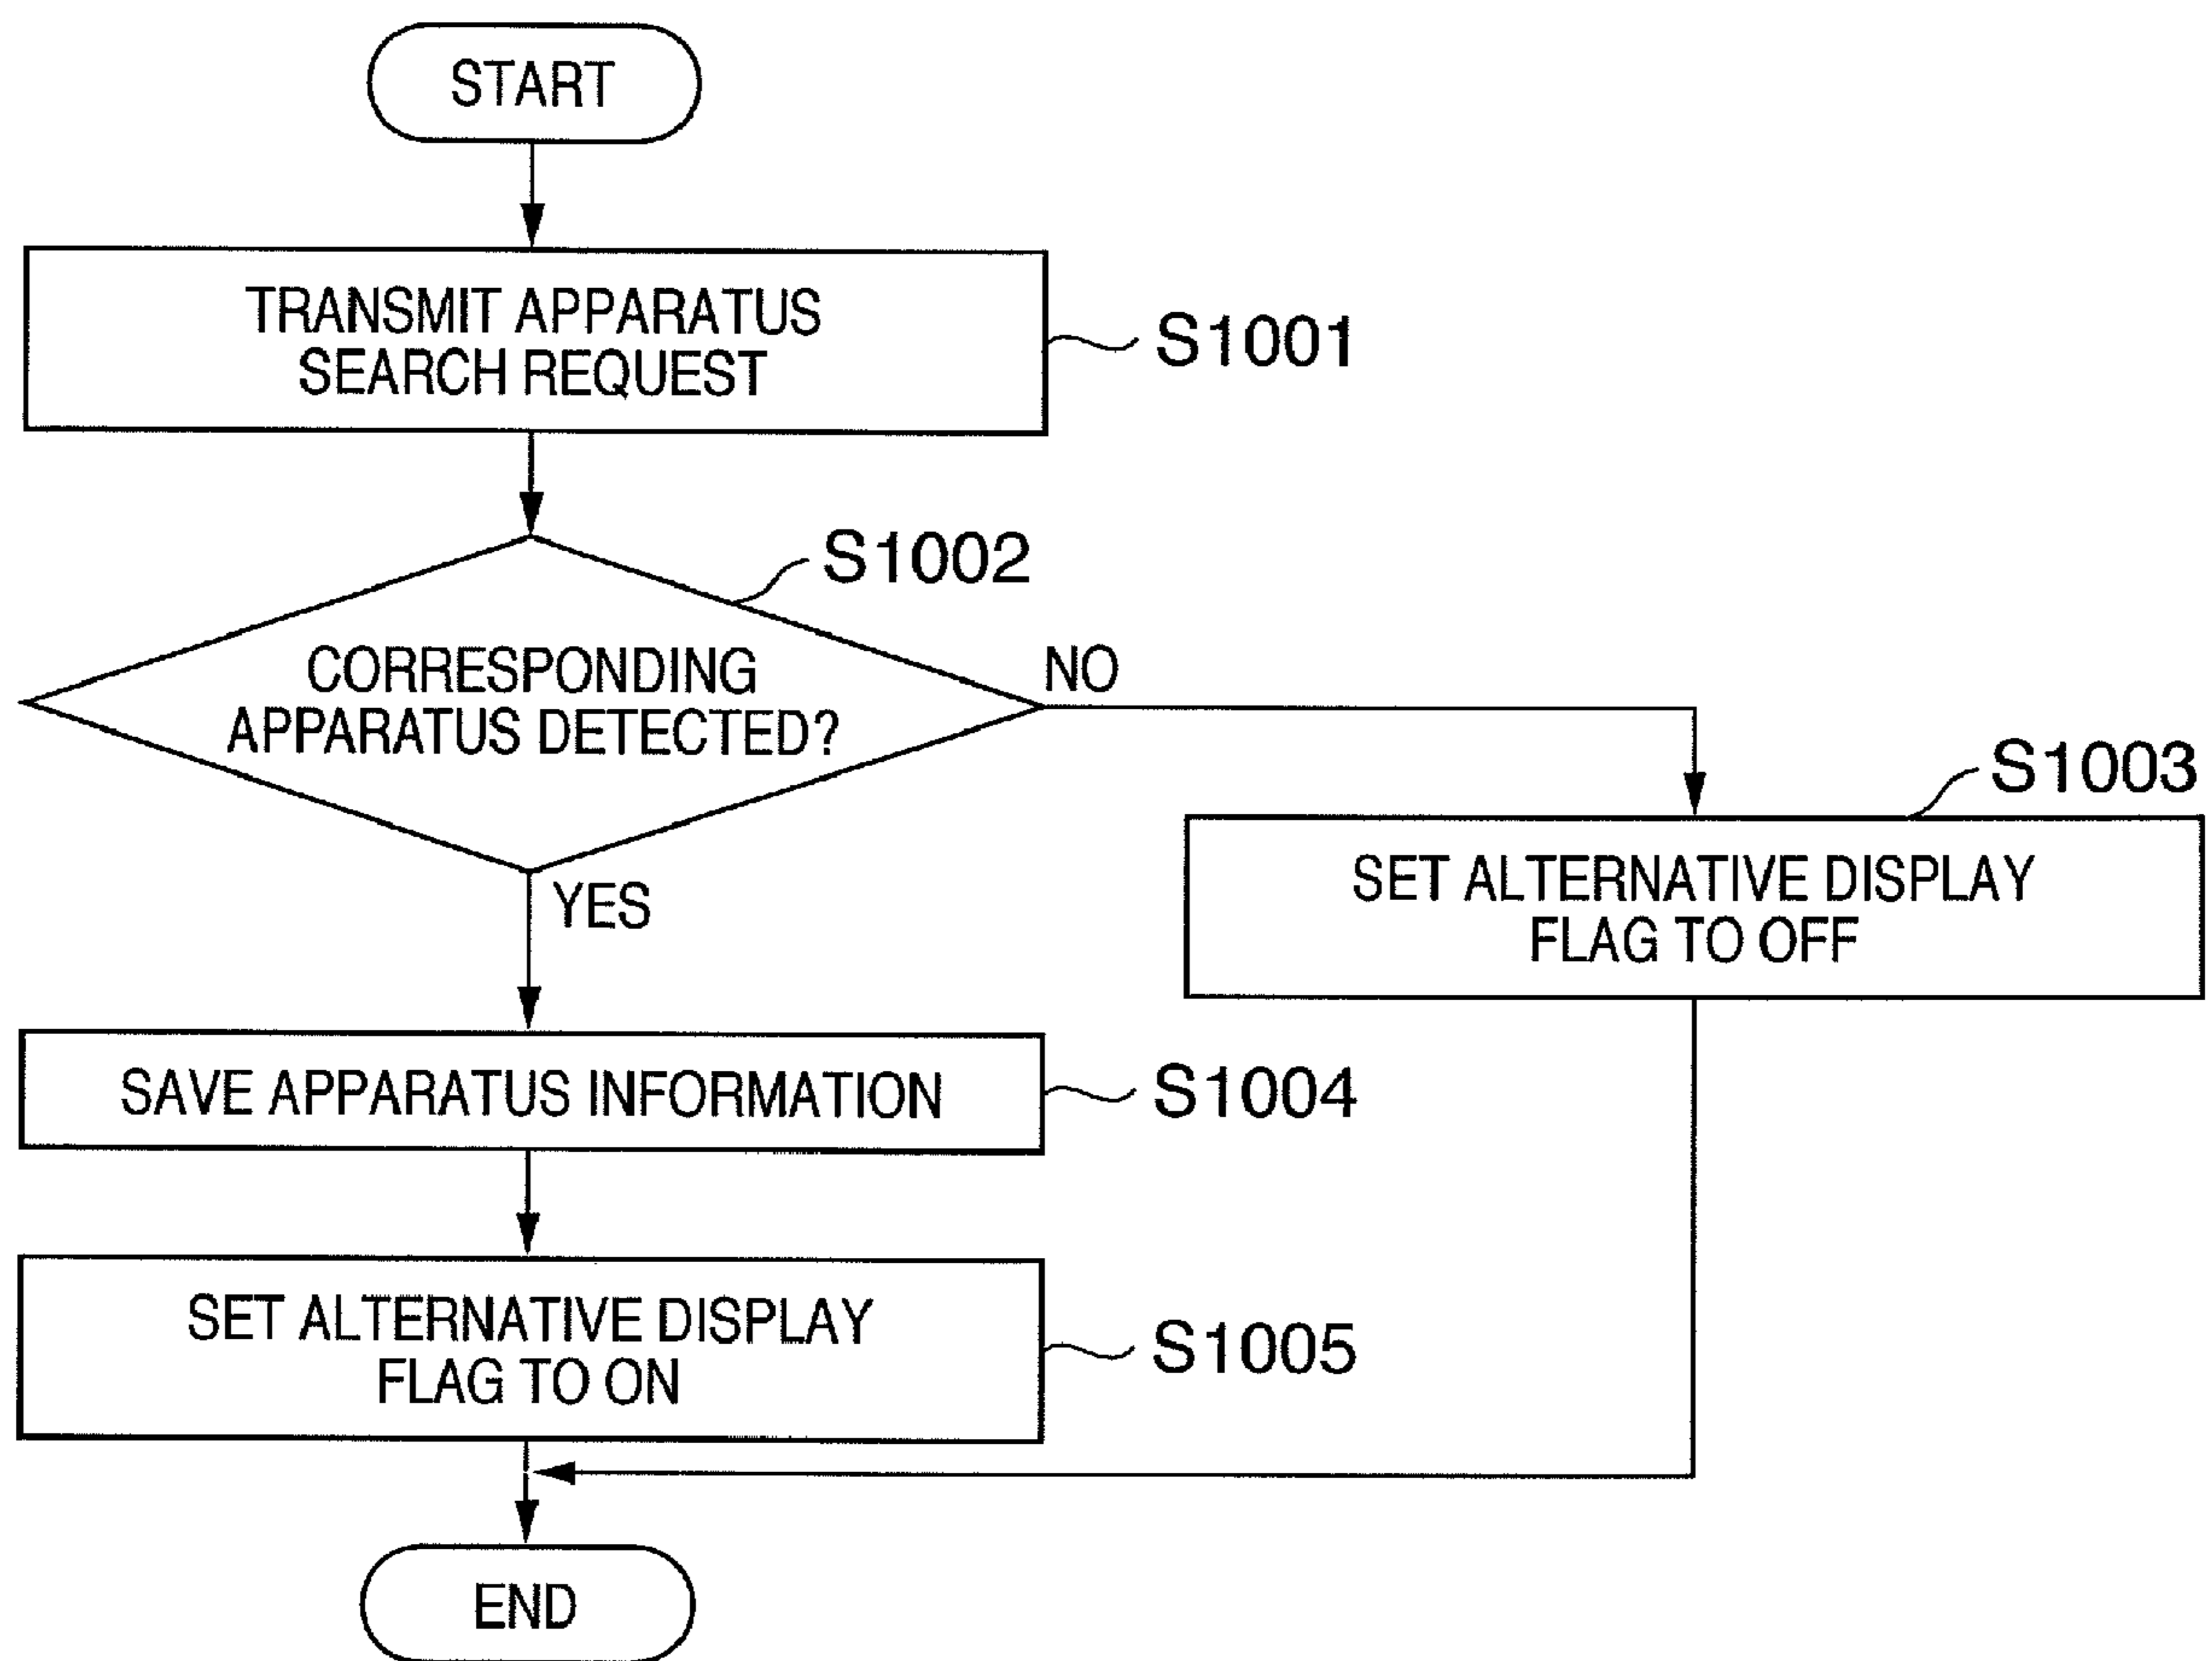 START
TRANSMIT APPARATUS
SEARCH REQUEST
S1001
S1002
CORRESPONDING
APPARATUS DETECTED?
NO
YES
S1003
SET ALTERNATIVE DISPLAY
FLAG TO OFF
SAVE APPARATUS INFORMATION
S1004
SET ALTERNATIVE DISPLAY
FLAG TO ON
S1005
END